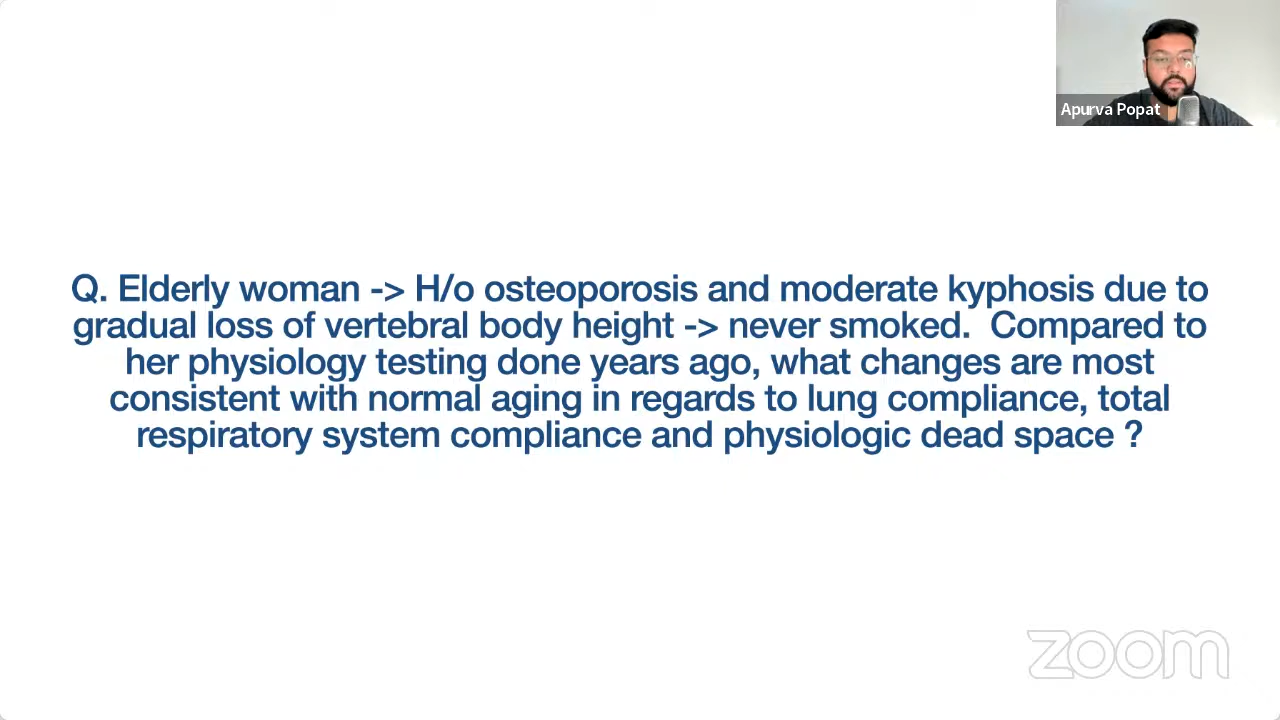 Apurva Popat
Q. Elderly woman -> H/o osteoporosis and moderate kyphosis due to
gradual loss of vertebral body height -> never smoked.  Compared to
her physiology testing done years ago, what changes are most
consistent with normal aging in regards to lung compliance, total
respiratory system compliance and physiologic dead space ?
zoom